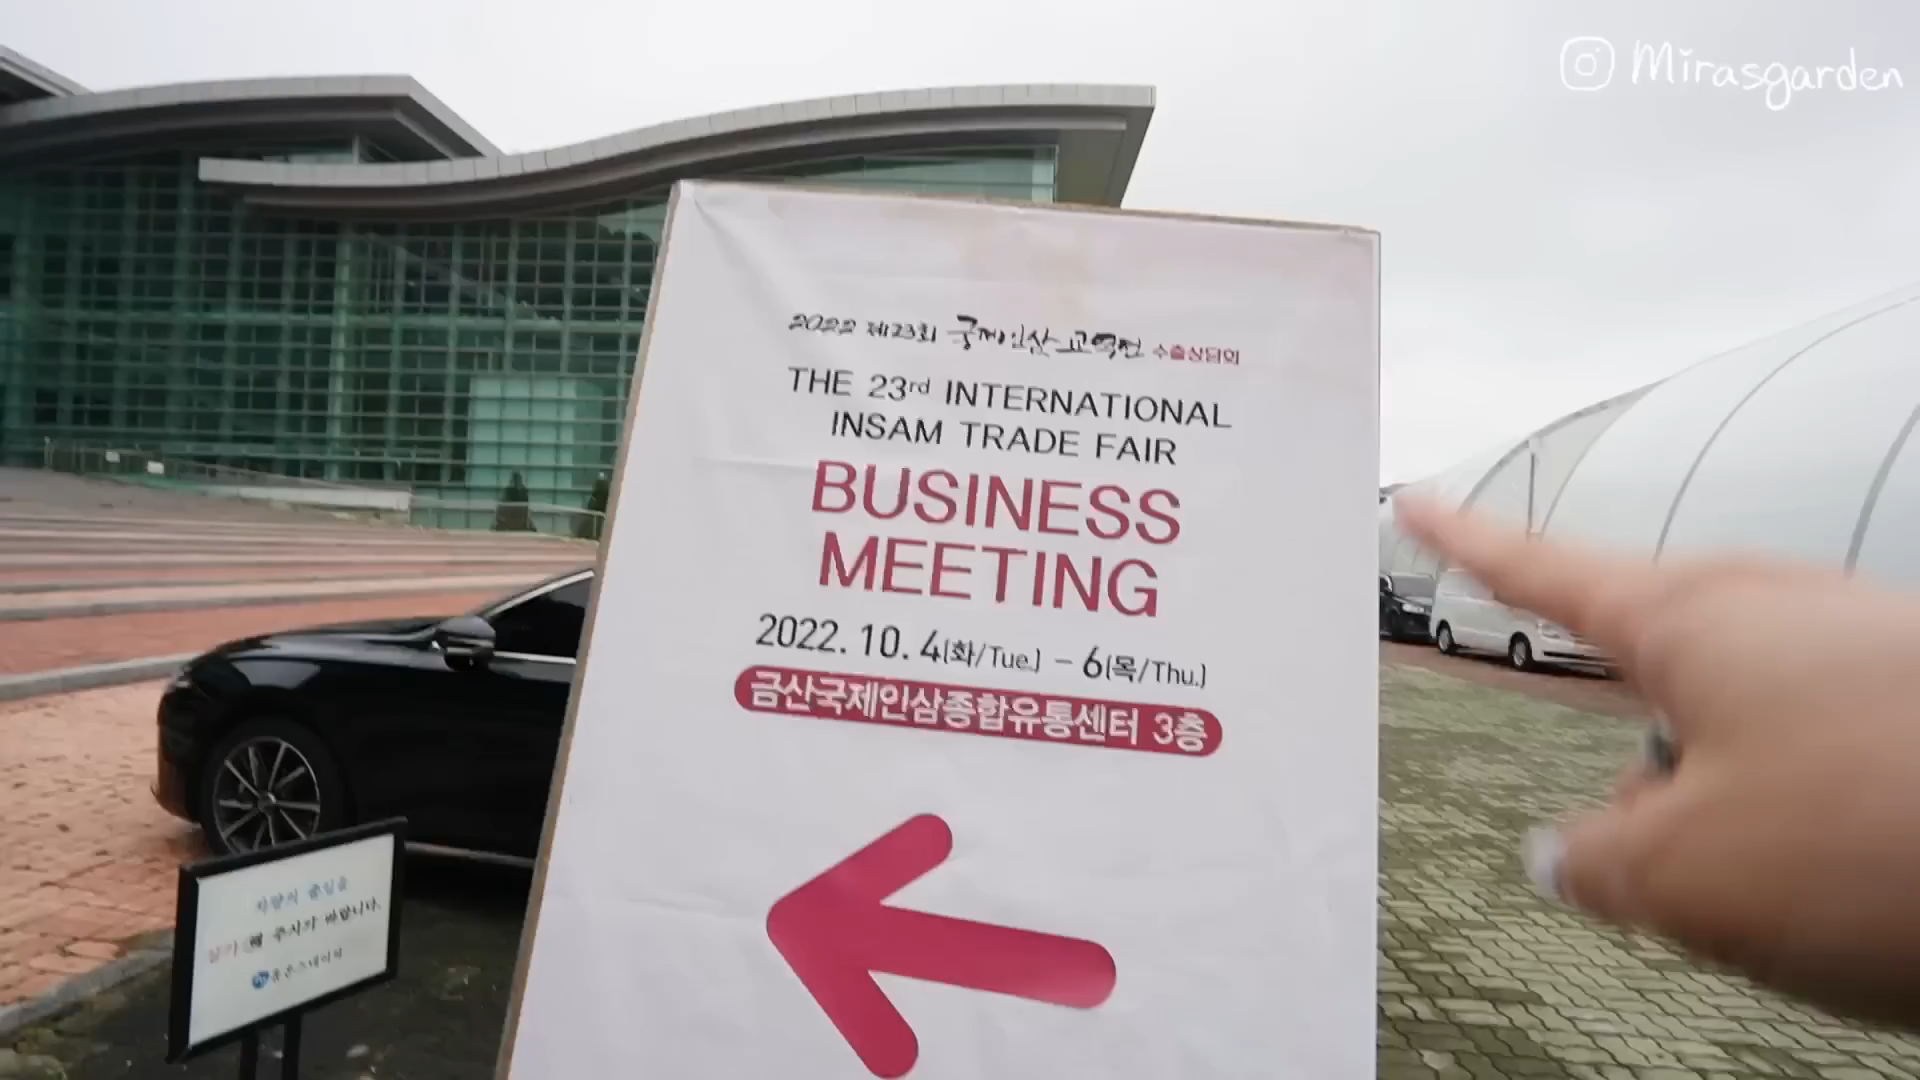 Mirasgarden
2022 제23회 국제인삼교역전 수출상담회
THE 23rd INTERNATIONAL
INSAM TRADE FAIR
BUSINESS
MEETING
2022. 10. 4(화/Tue.) - 6(목/Thu.)
금산국제인삼종합유통센터 3층
차량의 출입을
주시기 바랍니다.